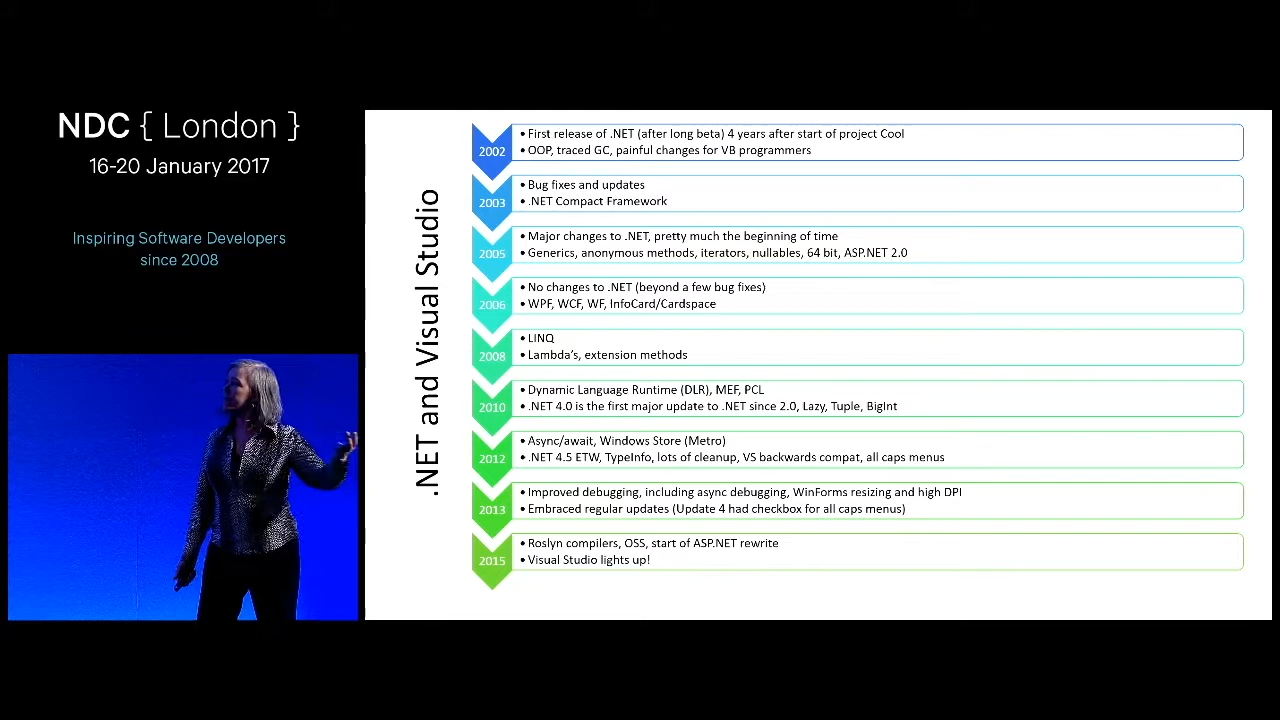 NDC { London }
16-20 January 2017
Inspiring Software Developers
since 2008
.NET and Visual Studio
2002
• First release of .NET (after long beta) 4 years after start of project Cool
• OOP, traced GC, painful changes for VB programmers
2003
• Bug fixes and updates
• .NET Compact Framework
2005
• Major changes to .NET, pretty much the beginning of time
• Generics, anonymous methods, iterators, nullables, 64 bit, ASP.NET 2.0
2006
• No changes to .NET (beyond a few bug fixes)
• WPF, WCF, WF, InfoCard/Cardspace
2008
• LINQ
• Lambda's, extension methods
2010
• Dynamic Language Runtime (DLR), MEF, PCL
• .NET 4.0 is the first major update to .NET since 2.0, Lazy, Tuple, BigInt
2012
• Async/await, Windows Store (Metro)
• .NET 4.5 ETW, TypeInfo, lots of cleanup, VS backwards compat, all caps menus
2013
• Improved debugging, including async debugging, WinForms resizing and high DPI
• Embraced regular updates (Update 4 had checkbox for all caps menus)
2015
• Roslyn compilers, OSS, start of ASP.NET rewrite
• Visual Studio lights up!